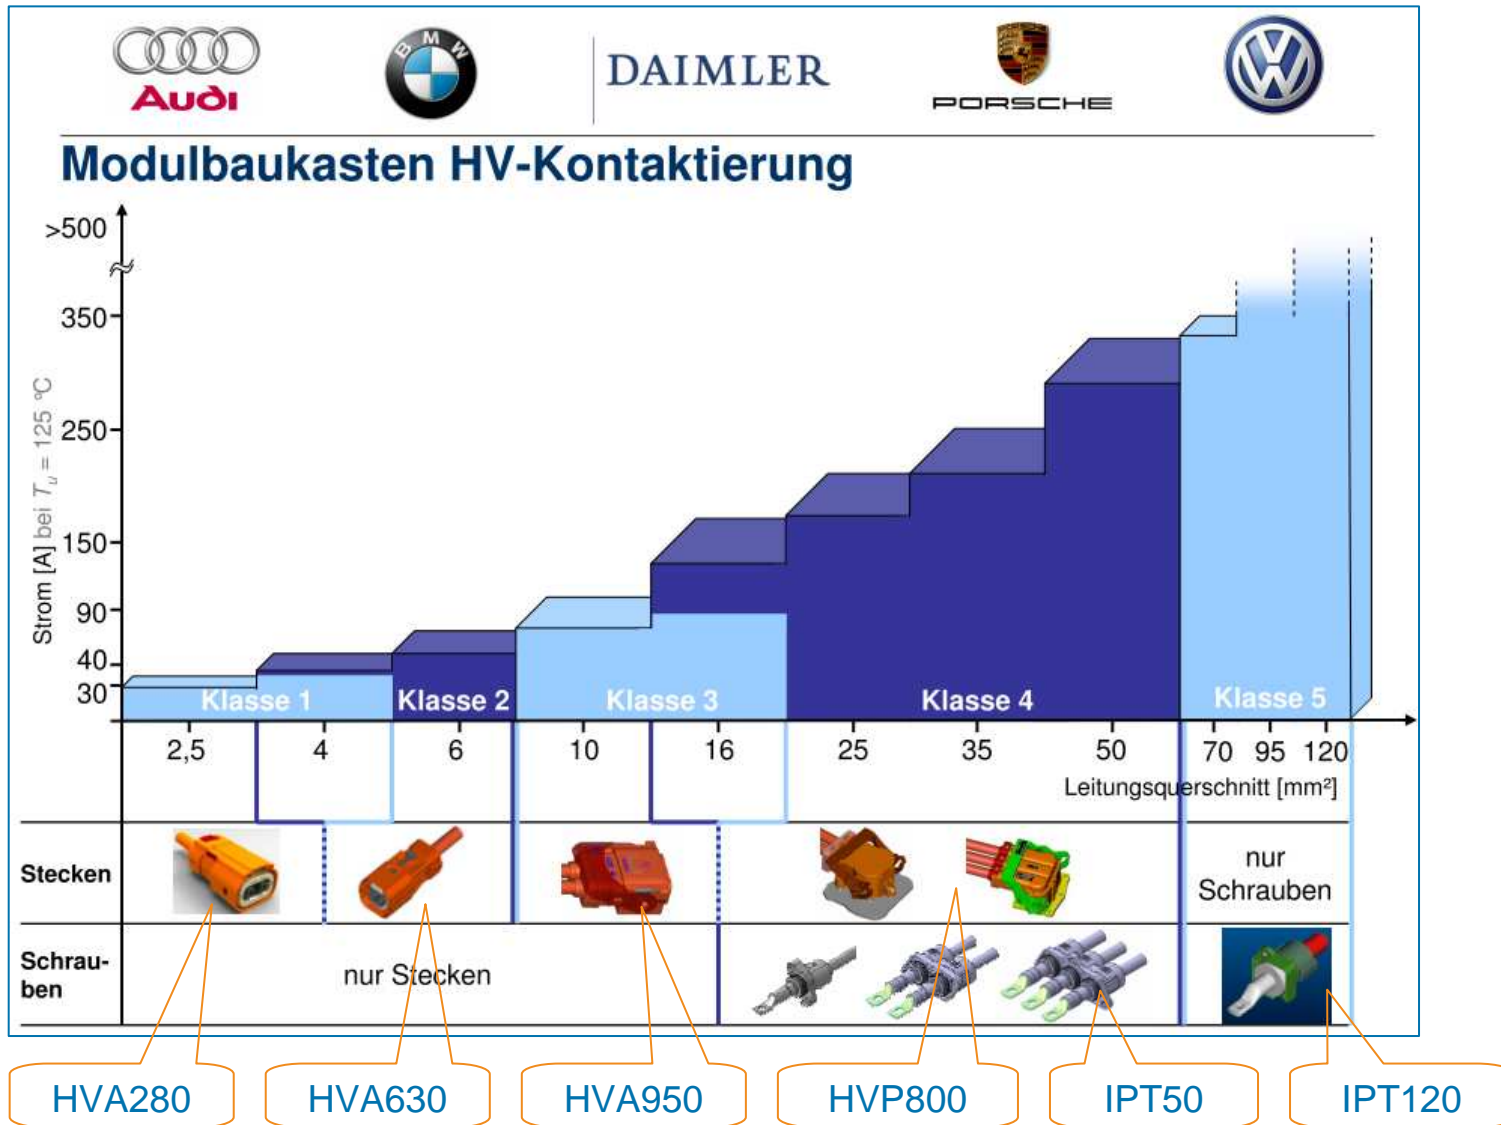 Audi
BMW
DAIMLER
PORSCHE
Modulbaukasten HV-Kontaktierung
>500
350
250
150
90
40
30
Strom [A] bei Tu = 125 °C
Klasse 1
Klasse 2
Klasse 3
Klasse 4
Klasse 5
2,5
4
6
10
16
25
35
50
70
95
120
Leitungsquerschnitt [mm²]
Stecken
nur
Schrauben
Schrau-
ben
nur Stecken
HVA280
HVA630
HVA950
HVP800
IPT50
IPT120